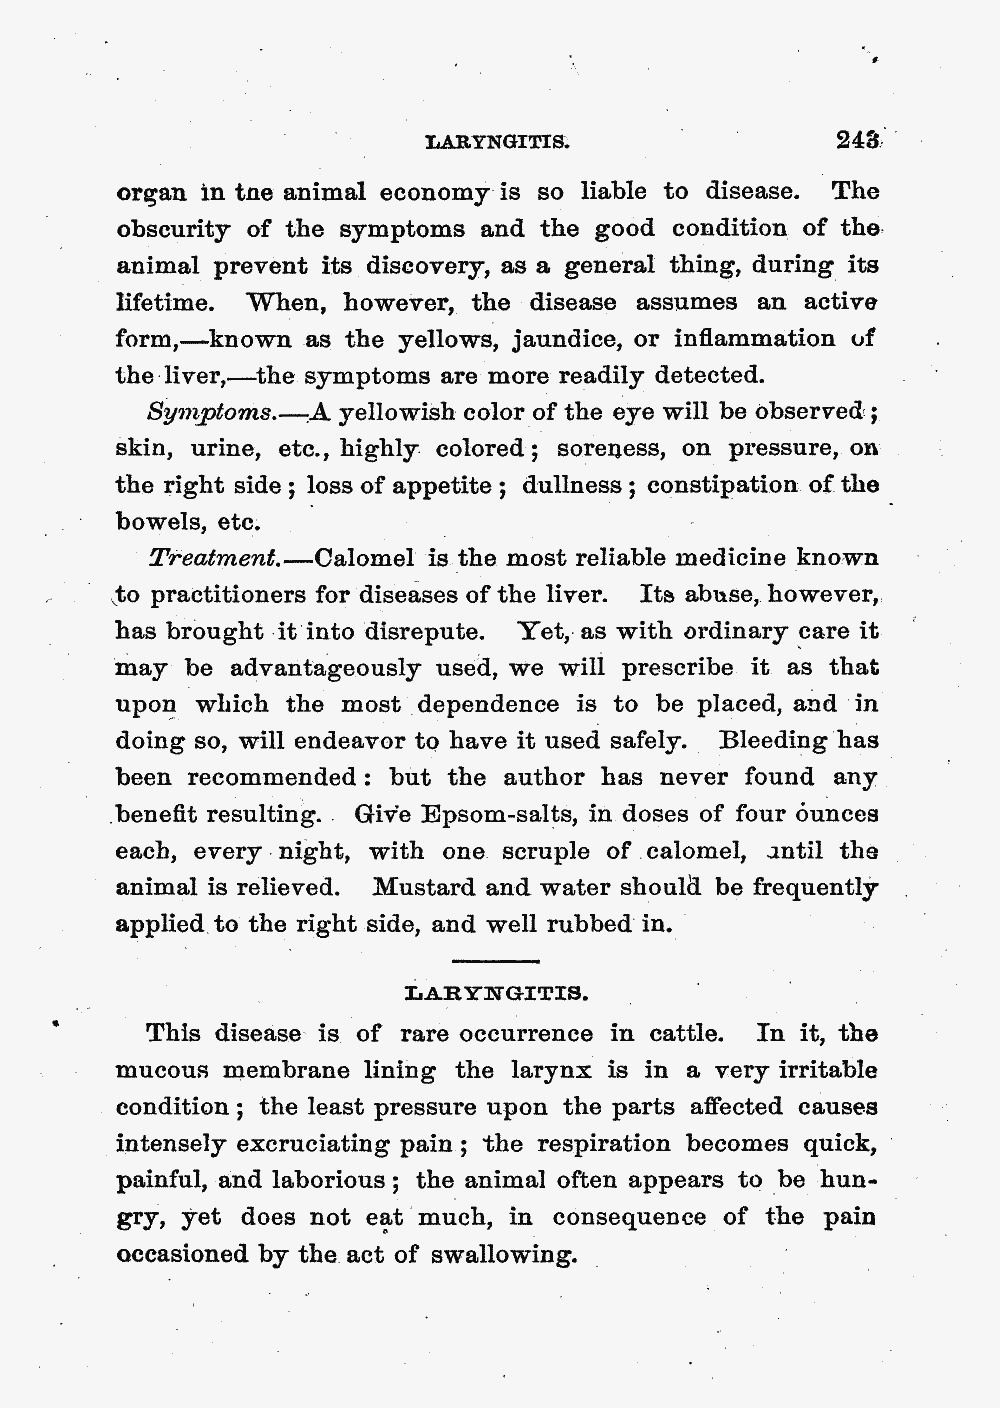 LARYNGITIS. 243
organ in tne animal economy is so liable to disease. The
obscurity of the symptoms and the good condition of the
animal prevent its discovery, as a general thing, during its
lifetime. When, however, the disease assumes an active
form,—known as the yellows, jaundice, or inflammation of
the liver,—the symptoms are more readily detected.
Symptoms.—A yellowish color of the eye will be observed;
skin, urine, etc., highly colored; soreness, on pressure, on
the right side; loss of appetite; dullness; constipation of the
bowels, etc.
Treatment.—Calomel is the most reliable medicine known
to practitioners for diseases of the liver. Its abuse, however,
has brought it into disrepute. Yet, as with ordinary care it
may be advantageously used, we will prescribe it as that
upon which the most dependence is to be placed, and in
doing so, will endeavor to have it used safely. Bleeding has
been recommended: but the author has never found any
benefit resulting. Give Epsom-salts, in doses of four ounces
each, every night, with one scruple of calomel, until the
animal is relieved. Mustard and water should be frequently
applied to the right side, and well rubbed in.
LARYNGITIS.
This disease is of rare occurrence in cattle. In it, the
mucous membrane lining the larynx is in a very irritable
condition; the least pressure upon the parts affected causes
intensely excruciating pain; the respiration becomes quick,
painful, and laborious; the animal often appears to be hun-
gry, yet does not eat much, in consequence of the pain
occasioned by the act of swallowing.